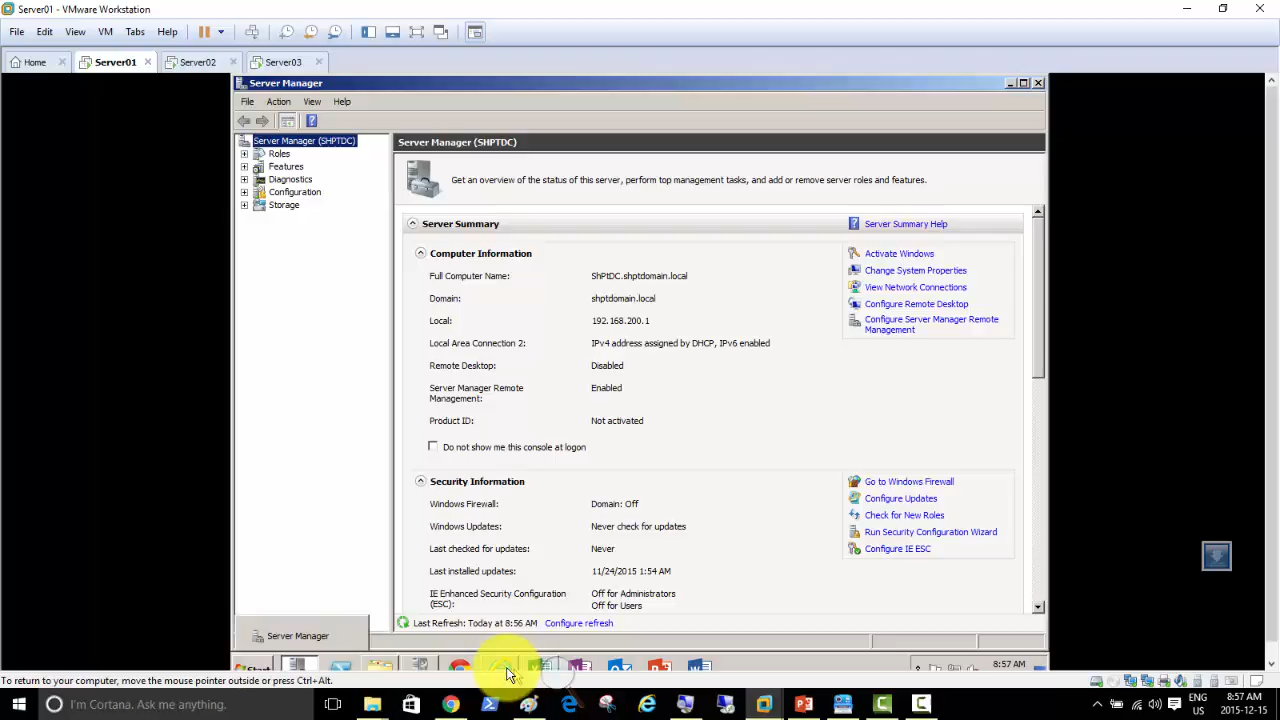 Server01 - VMware Workstation
File Edit View VM Tabs Help
Home Server01 Server02 Server03
Server Manager
File Action View Help
Server Manager (SHPTDC)
Roles
Features
Diagnostics
Configuration
Storage
Server Manager (SHPTDC)
Get an overview of the status of this server, perform top management tasks, and add or remove server roles and features.
Server Summary
Server Summary Help
Computer Information
Full Computer Name: ShPtDC.shptdomain.local
Domain: shptdomain.local
Local: 192.168.200.1
Local Area Connection 2: IPv4 address assigned by DHCP, IPv6 enabled
Remote Desktop: Disabled
Server Manager Remote
Management: Enabled
Product ID: Not activated
Do not show me this console at logon
Activate Windows
Change System Properties
View Network Connections
Configure Remote Desktop
Configure Server Manager Remote
Management
Security Information
Windows Firewall: Domain: Off
Windows Updates: Never check for updates
Last checked for updates: Never
Last installed updates: 11/24/2015 1:54 AM
IE Enhanced Security Configuration
(ESC): Off for Administrators
Off for Users
Go to Windows Firewall
Configure Updates
Check for New Roles
Run Security Configuration Wizard
Configure IE ESC
Last Refresh: Today at 8:56 AM Configure refresh
Server Manager
Start
8:57 AM
To return to your computer, move the mouse pointer outside or press Ctrl+Alt.
I'm Cortana. Ask me anything.
ENG 8:57 AM
US 2015-12-15